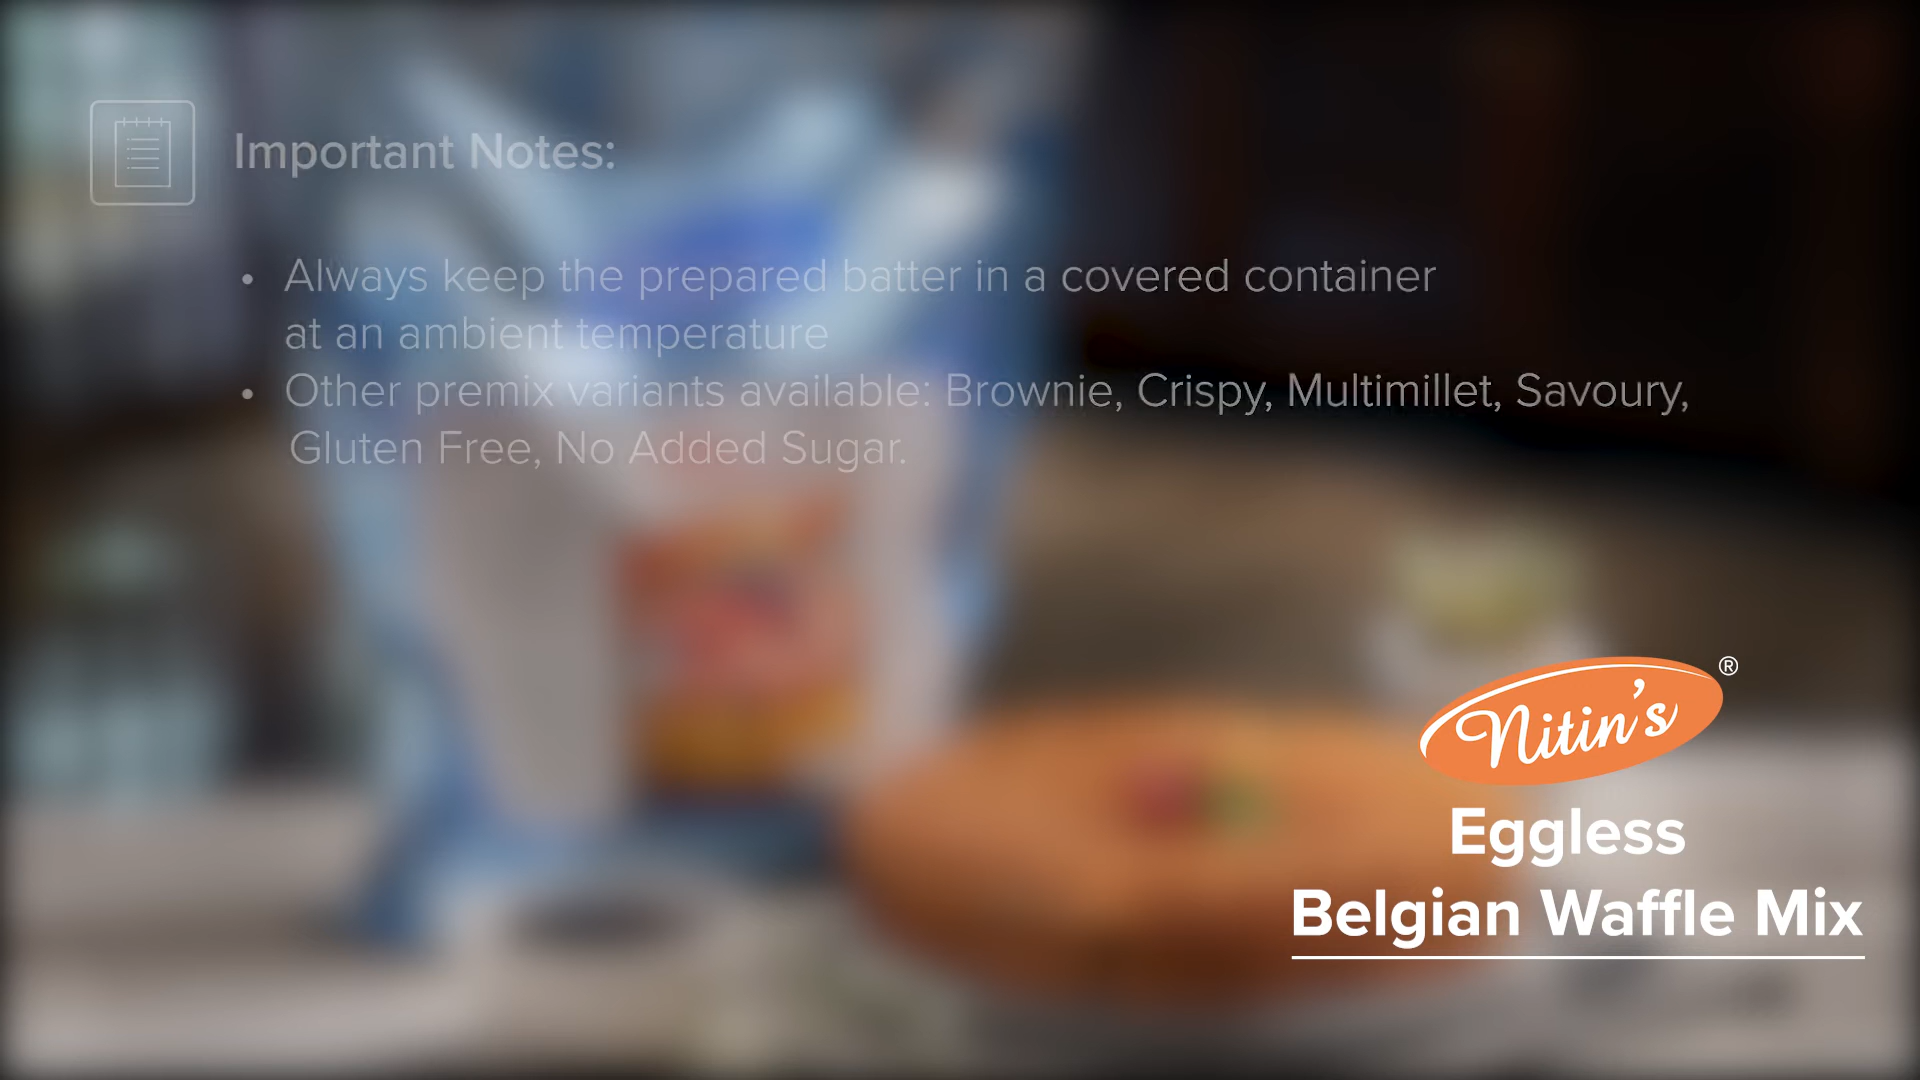 Important Notes:
• Always keep the prepared batter in a covered container
at an ambient temperature
• Other premix variants available: Brownie, Crispy, Multimillet, Savoury,
Gluten Free, No Added Sugar.
Nitin's ®
Eggless
Belgian Waffle Mix